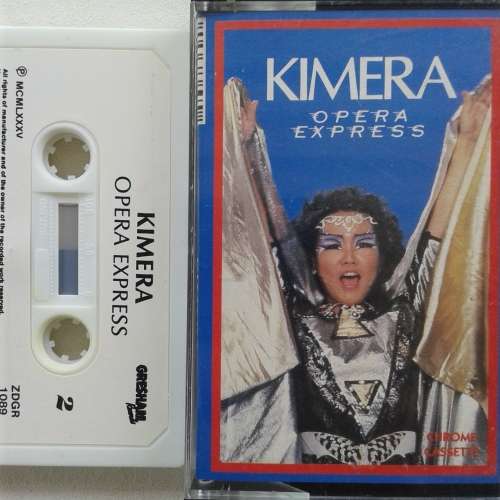 Ⓟ MCMLXXXV
All rights of manufacturer and of the owner of the recorded work reserved.
KIMERA
OPERA EXPRESS
GRESHAM
2
ZDGR
1089
KIMERA
OPERA
EXPRESS
CHROME
CASSETTE